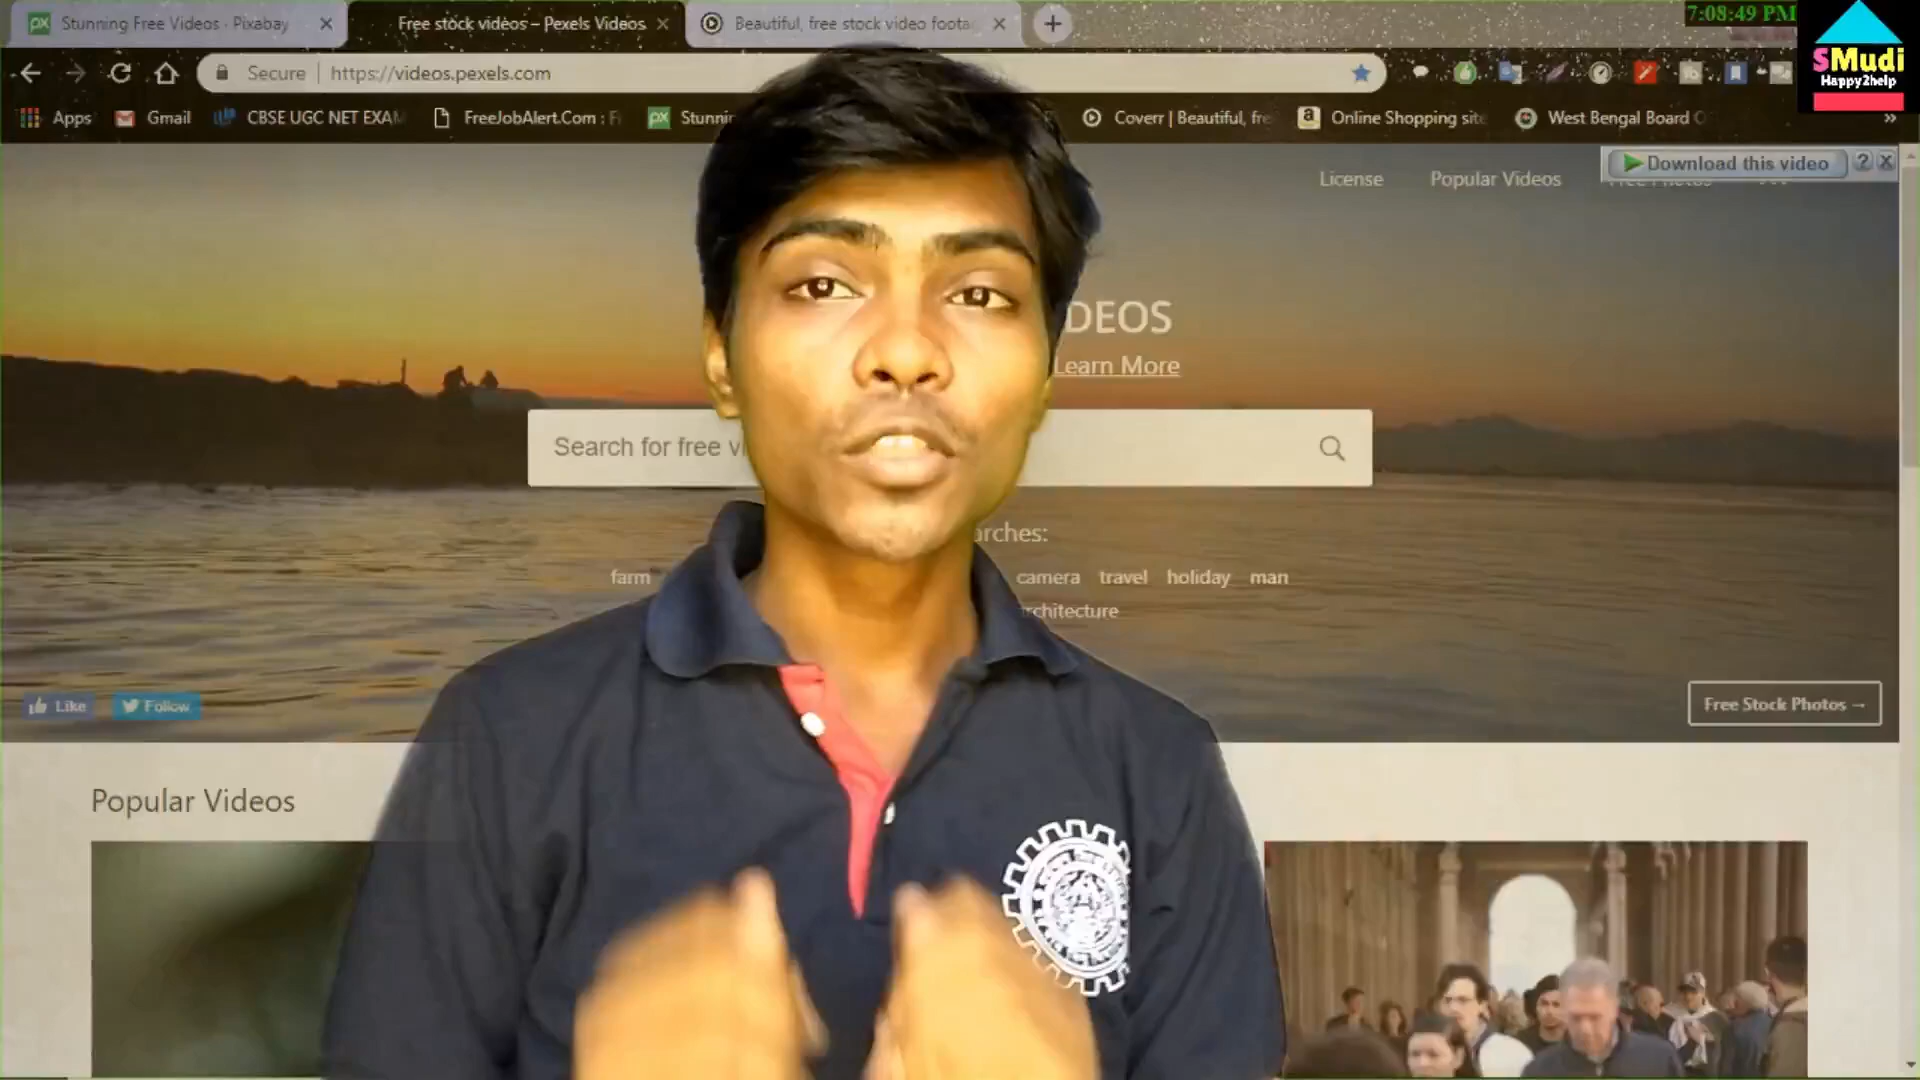 Stunning Free Videos · Pixabay
Free stock videos – Pexels Videos
Beautiful, free stock video foota
7:08:49 PM
SMudi
Happy2help
Secure
https://videos.pexels.com
Apps
Gmail
CBSE UGC NET EXAM
FreeJobAlert.Com : F
px
Stunnin
Coverr | Beautiful, fre
Online Shopping site
West Bengal Board O
»
License
Popular Videos
Download this video
?
DEOS
Learn More
Search for free vi
rches:
farm
camera travel holiday man
rchitecture
Like
Follow
Free Stock Photos →
Popular Videos